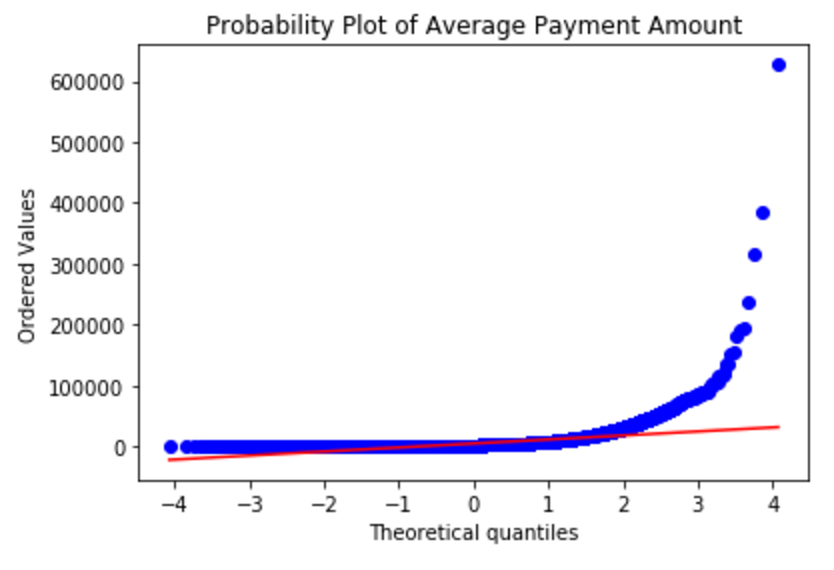 Probability Plot of Average Payment Amount
600000
500000
400000
300000
200000
100000
0
Ordered Values
−4 −3 −2 −1 0 1 2 3 4
Theoretical quantiles